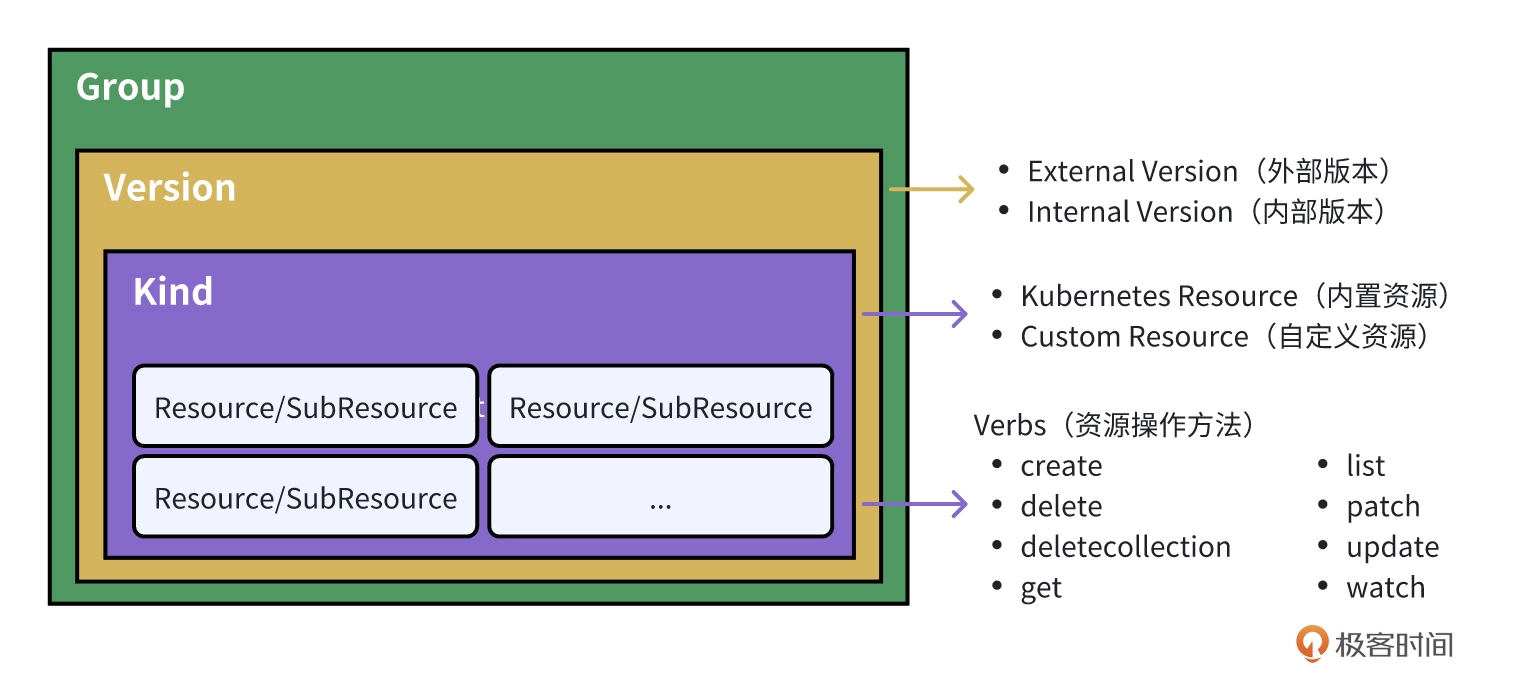 Group
Version
External Version（外部版本）
Internal Version（内部版本）
Kind
Kubernetes Resource（内置资源）
Custom Resource（自定义资源）
Resource/SubResource
t
Resource/SubResource
Resource/SubResource
...
Verbs（资源操作方法）
create
delete
deletecollection
get
list
patch
update
watch
极客时间